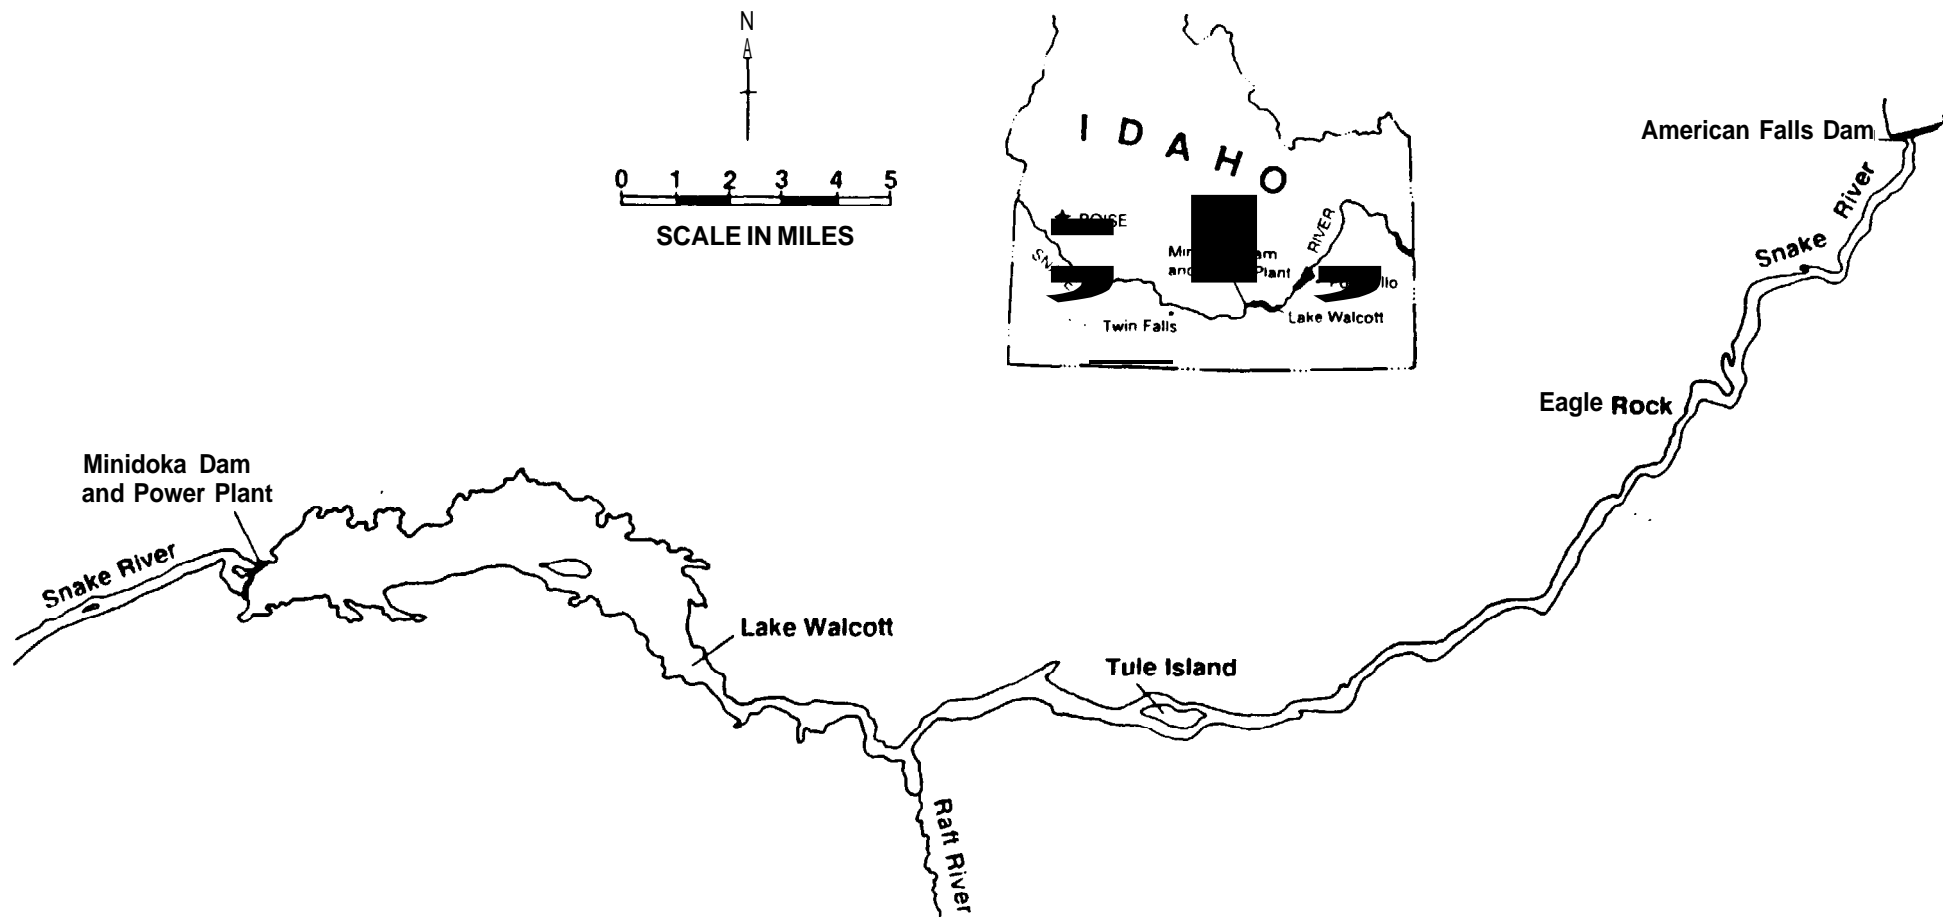 N
0 1 2 3 4 5
SCALE IN MILES
IDAHO
RIVER
Plant
Twin Falls
Lake Walcott
American Falls Dam
Snake River
Eagle Rock
Minidoka Dam
and Power Plant
Snake River
Lake Walcott
Tule Island
Raft River